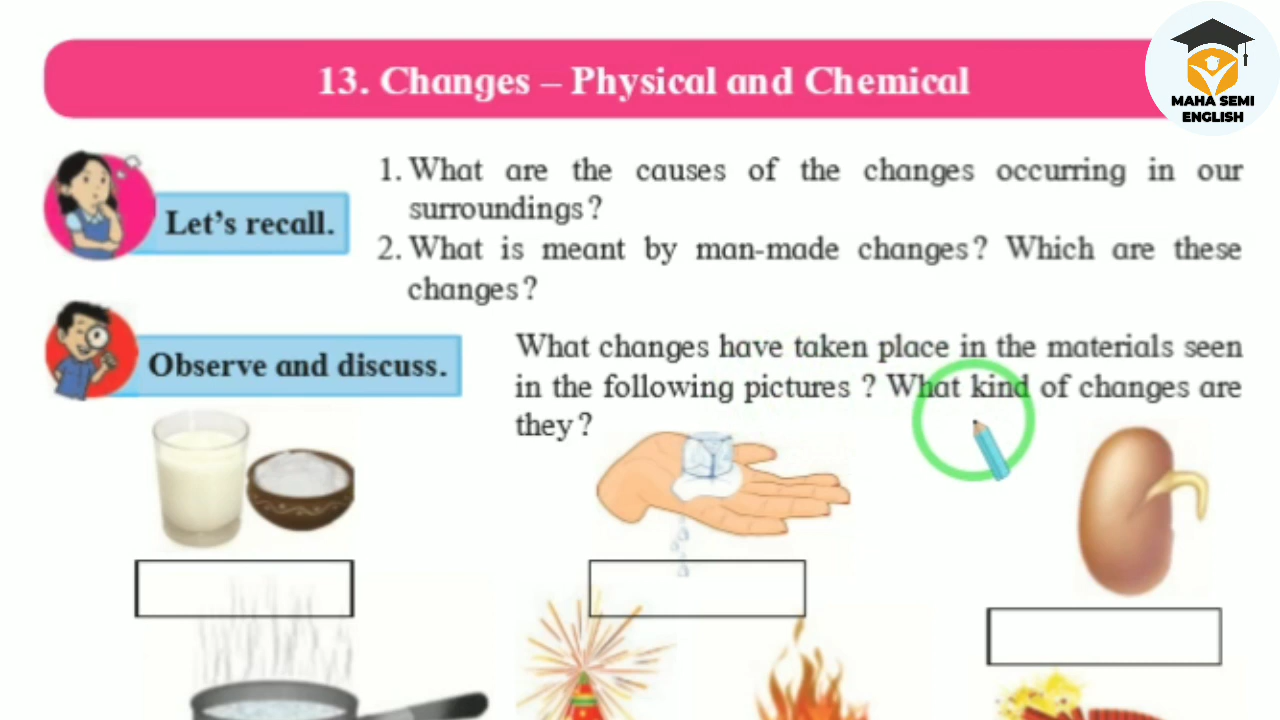 13. Changes – Physical and Chemical
MAHA SEMI
ENGLISH
Let's recall.
1. What are the causes of the changes occurring in our
surroundings?
2. What is meant by man-made changes? Which are these
changes?
Observe and discuss.
What changes have taken place in the materials seen
in the following pictures ? What kind of changes are
they?